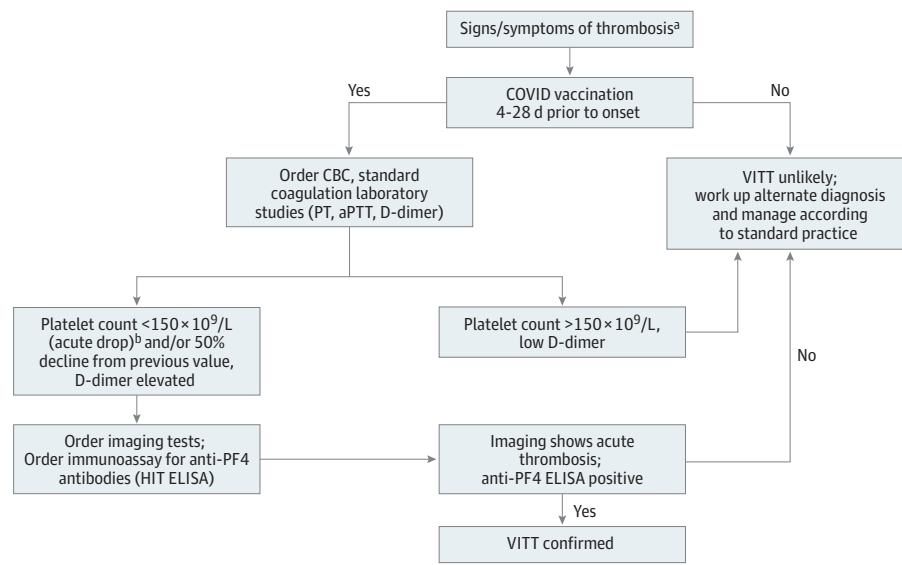 Signs/symptoms of thrombosisᵃ
Yes
COVID vaccination
4-28 d prior to onset
No
Order CBC, standard
coagulation laboratory
studies (PT, aPTT, D-dimer)
VITT unlikely;
work up alternate diagnosis
and manage according
to standard practice
Platelet count <150 × 10⁹/L
(acute drop)ᵇ and/or 50%
decline from previous value,
D-dimer elevated
Platelet count >150 × 10⁹/L,
low D-dimer
No
Order imaging tests;
Order immunoassay for anti-PF4
antibodies (HIT ELISA)
Imaging shows acute
thrombosis;
anti-PF4 ELISA positive
Yes
VITT confirmed